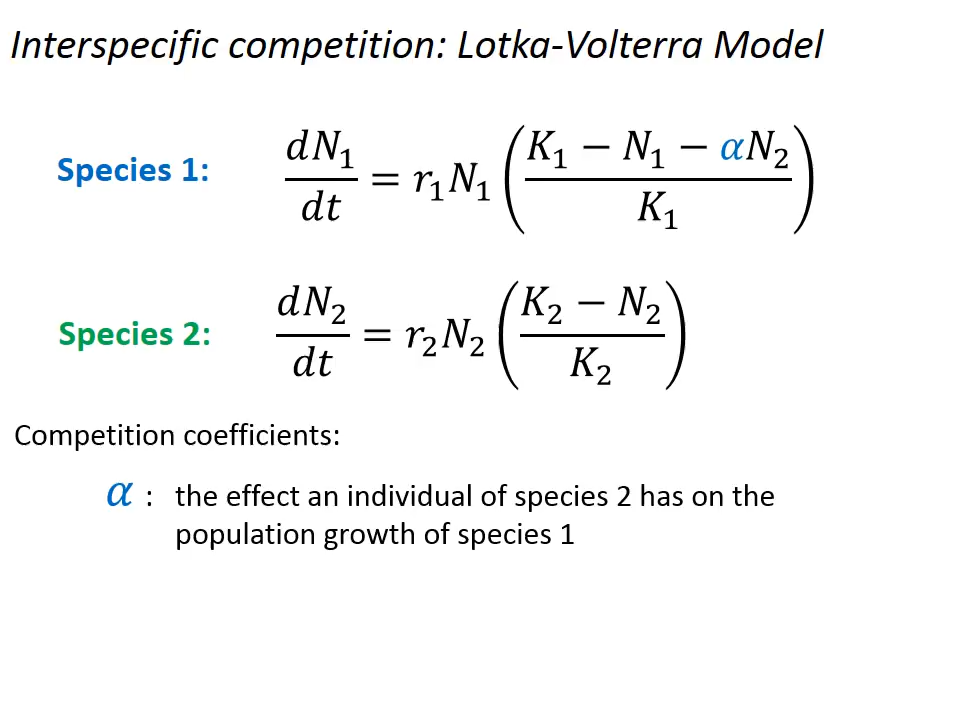 Interspecific competition: Lotka-Volterra Model
Species 1: dN₁/dt = r₁N₁ ((K₁ − N₁ − αN₂)/K₁)
Species 2: dN₂/dt = r₂N₂ ((K₂ − N₂)/K₂)
Competition coefficients:
α : the effect an individual of species 2 has on the
population growth of species 1